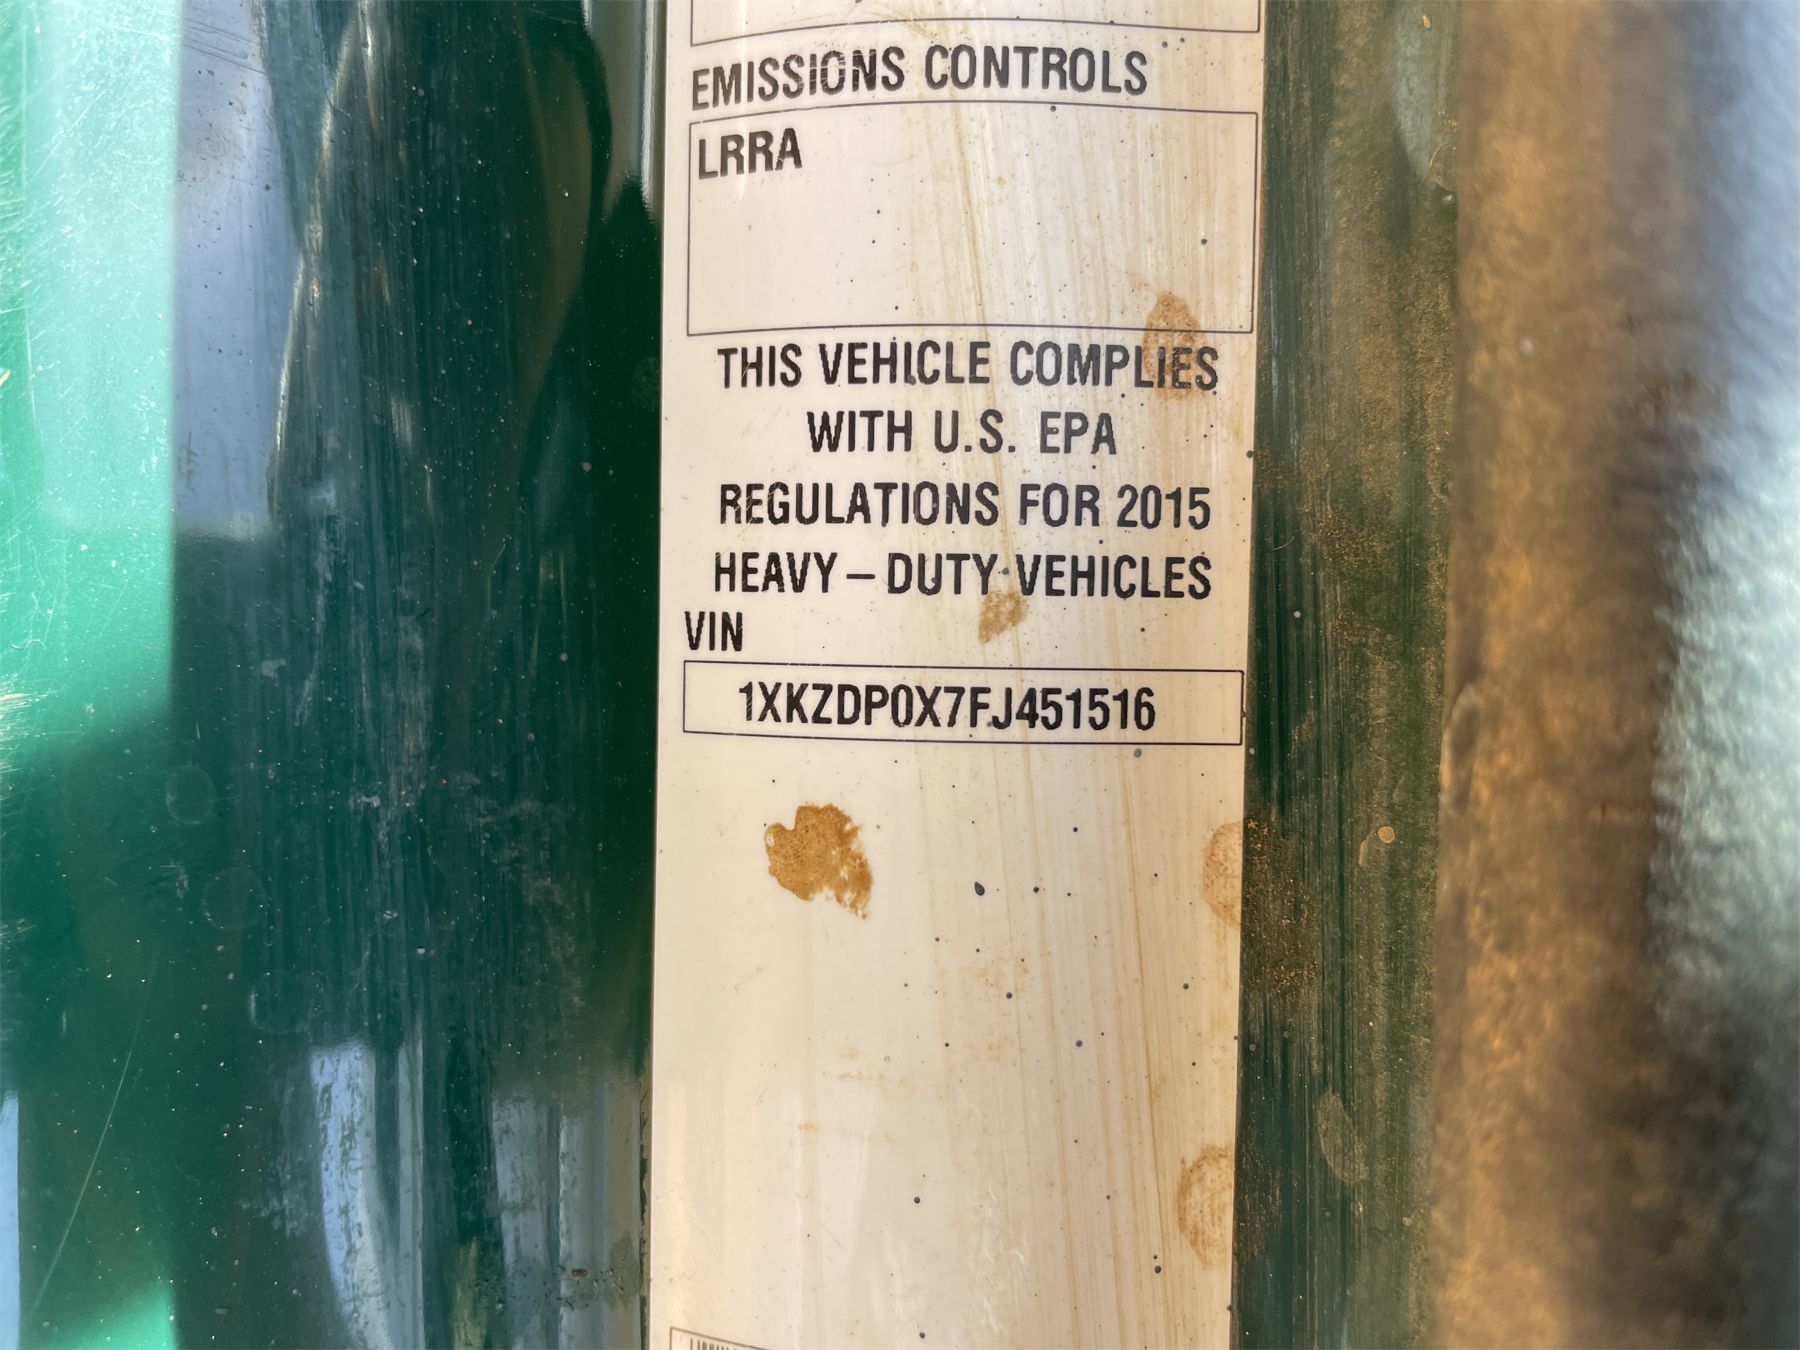 EMISSIONS CONTROLS
LRRA
THIS VEHICLE COMPLIES
WITH U.S. EPA
REGULATIONS FOR 2015
HEAVY – DUTY VEHICLES
VIN
1XKZDP0X7FJ451516